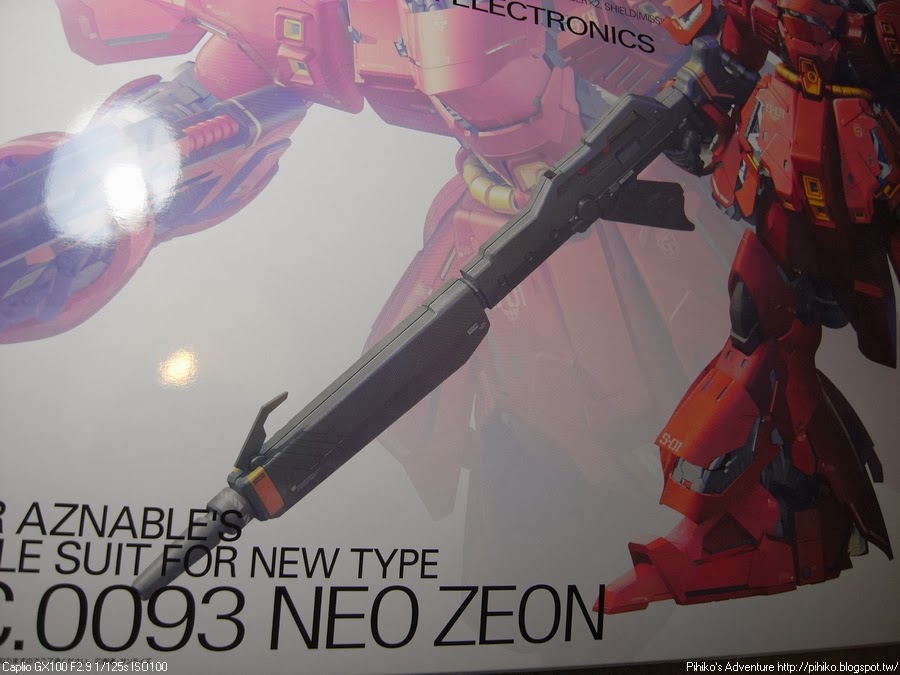 ELECTRONICS
R AZNABLE'S
LE SUIT FOR NEW TYPE
C.0093 NEO ZEON
S-01
Caplio GX100 F2.9 1/125s ISO100
Pihiko's Adventure http://pihiko.blogspot.tw/